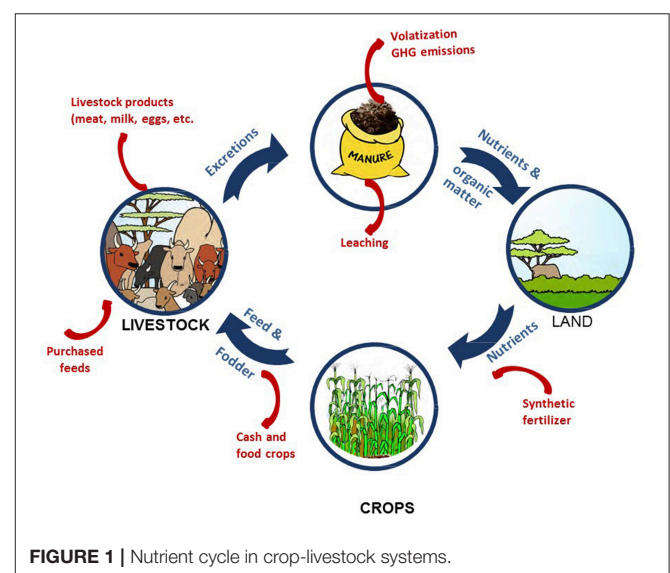 Volatization
GHG emissions
Livestock products
(meat, milk, eggs, etc.
Excretions
MANURE
Nutrients &
organic
matter
Leaching
LIVESTOCK
LAND
Purchased
feeds
Feed &
Fodder
Nutrients
Synthetic
fertilizer
Cash and
food crops
CROPS
FIGURE 1 | Nutrient cycle in crop-livestock systems.